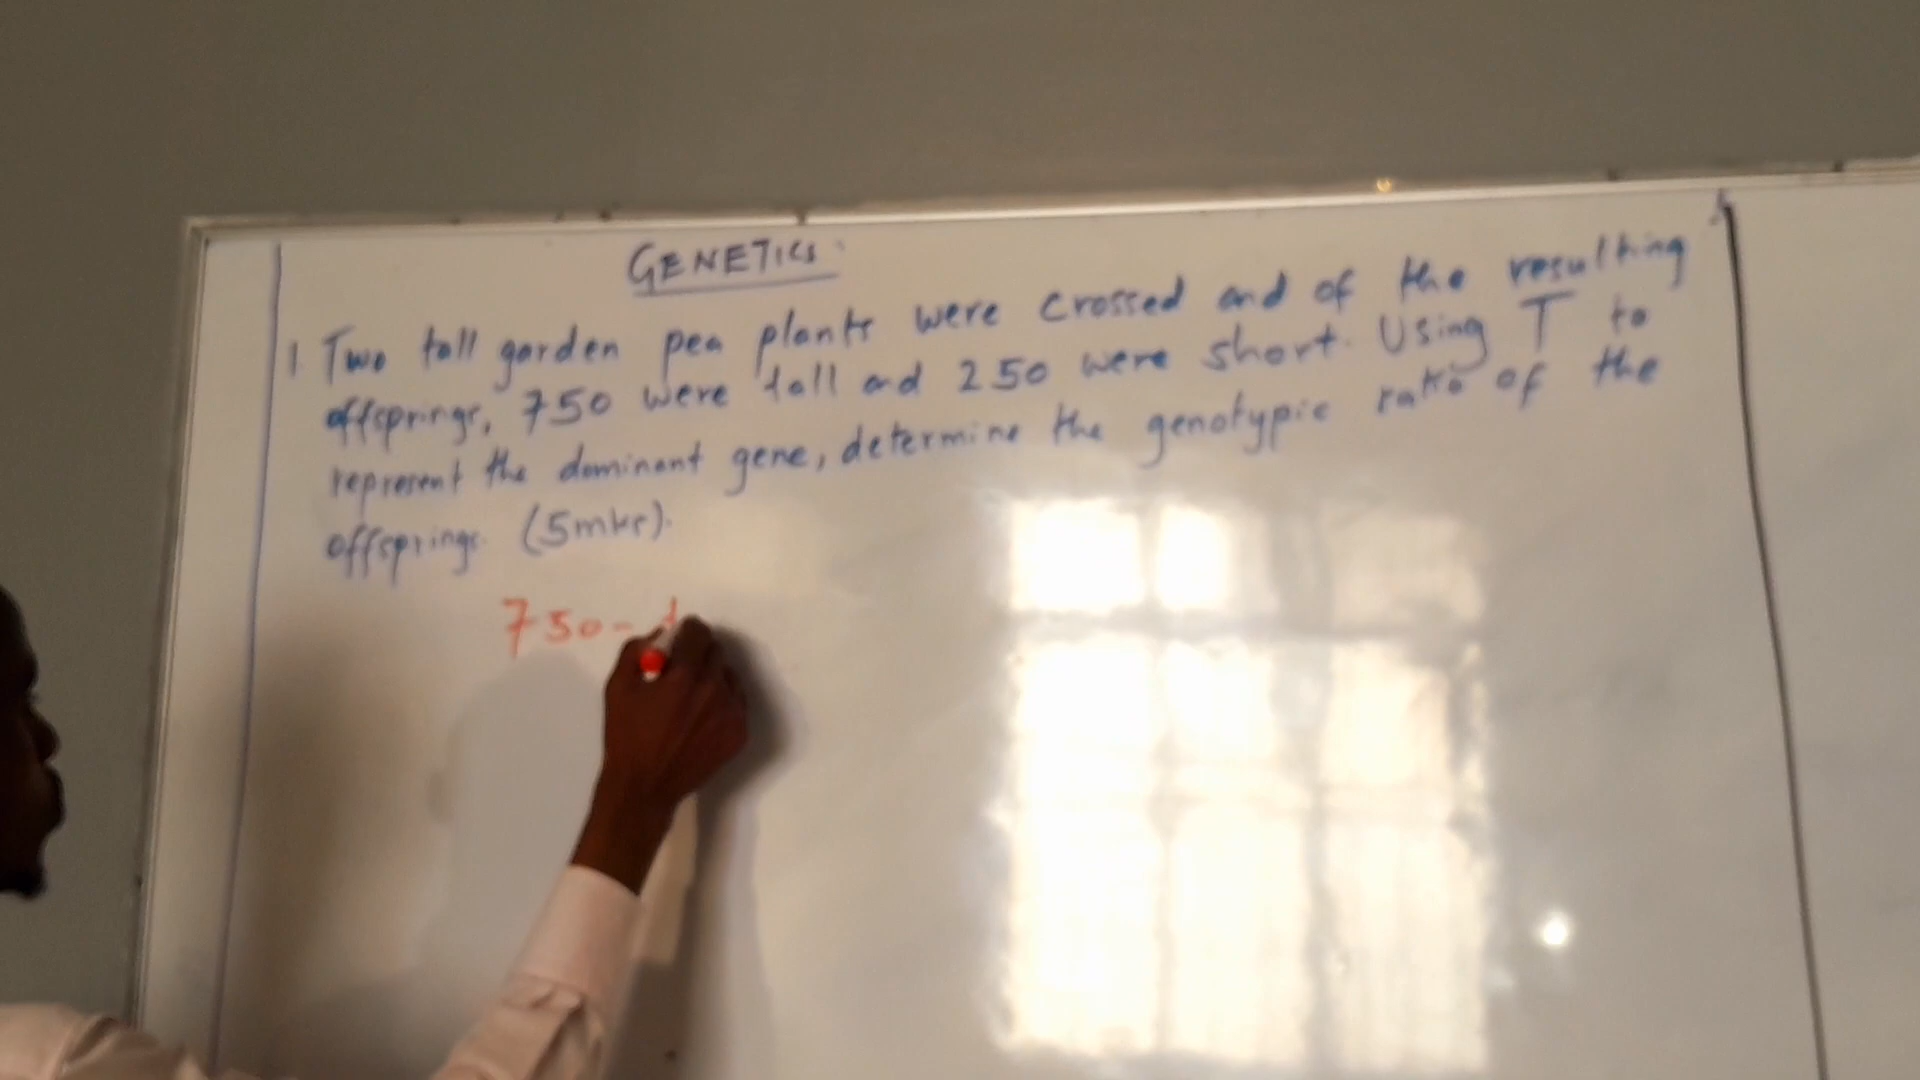 GENETICS
1. Two tall garden pea plants were crossed and of the resulting
offsprings, 750 were tall and 250 were short. Using T to
represent the dominant gene, determine the genotypic ratio of the
offsprings. (5mks).
750 - t